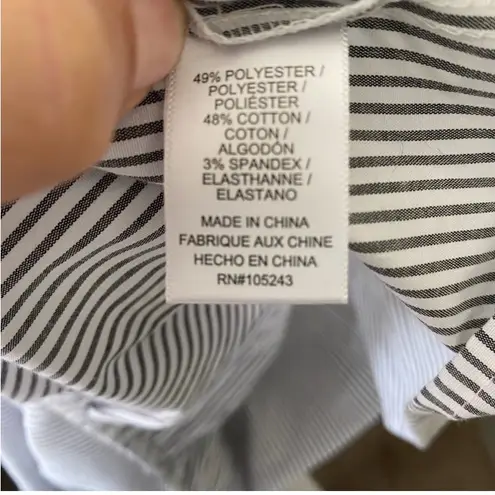 49% POLYESTER /
POLYESTER /
POLIÉSTER
48% COTTON /
COTON /
ALGODÓN
3% SPANDEX /
ELASTHANNE /
ELASTANO
MADE IN CHINA
FABRIQUE AUX CHINE
HECHO EN CHINA
RN#105243